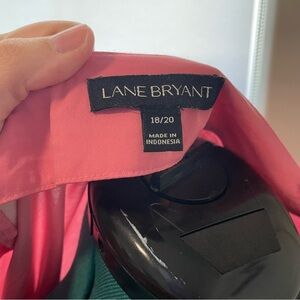 LANE BRYANT
18/20
MADE IN
INDONESIA